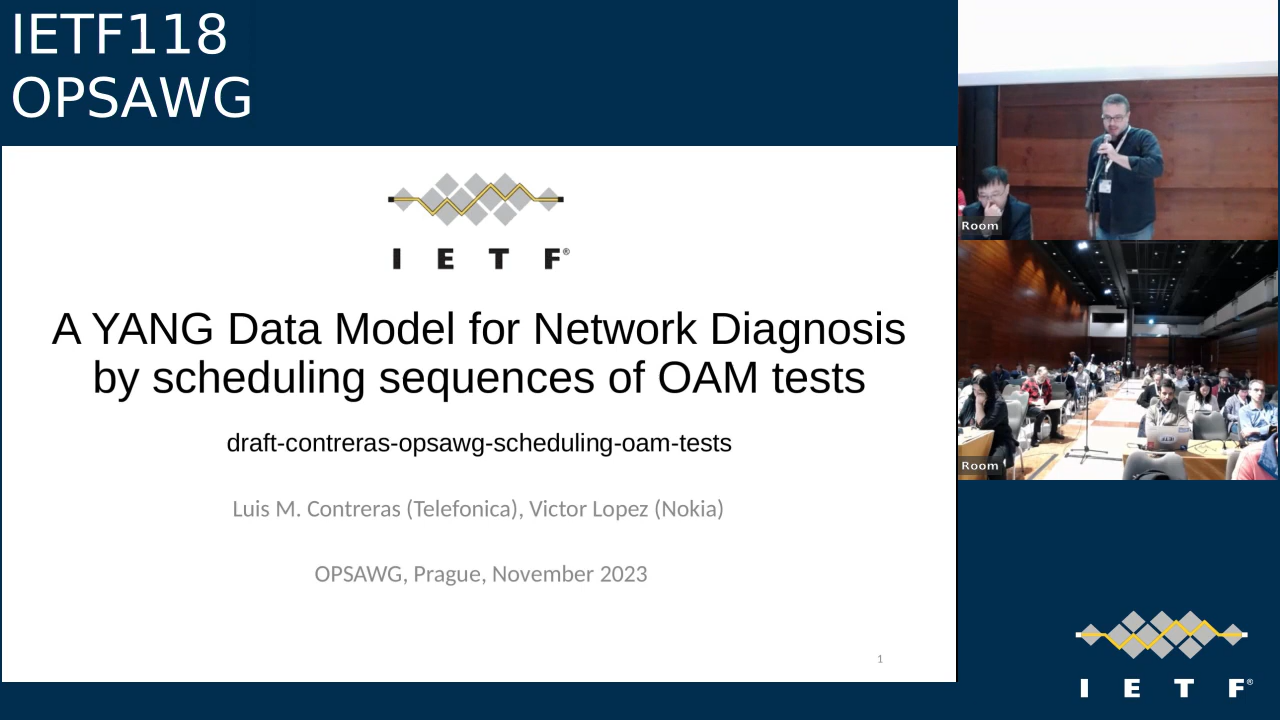 IETF118
OPSAWG
I E T F®
A YANG Data Model for Network Diagnosis
by scheduling sequences of OAM tests
draft-contreras-opsawg-scheduling-oam-tests
Luis M. Contreras (Telefonica), Victor Lopez (Nokia)
OPSAWG, Prague, November 2023
1
Room
Room
I E T F®